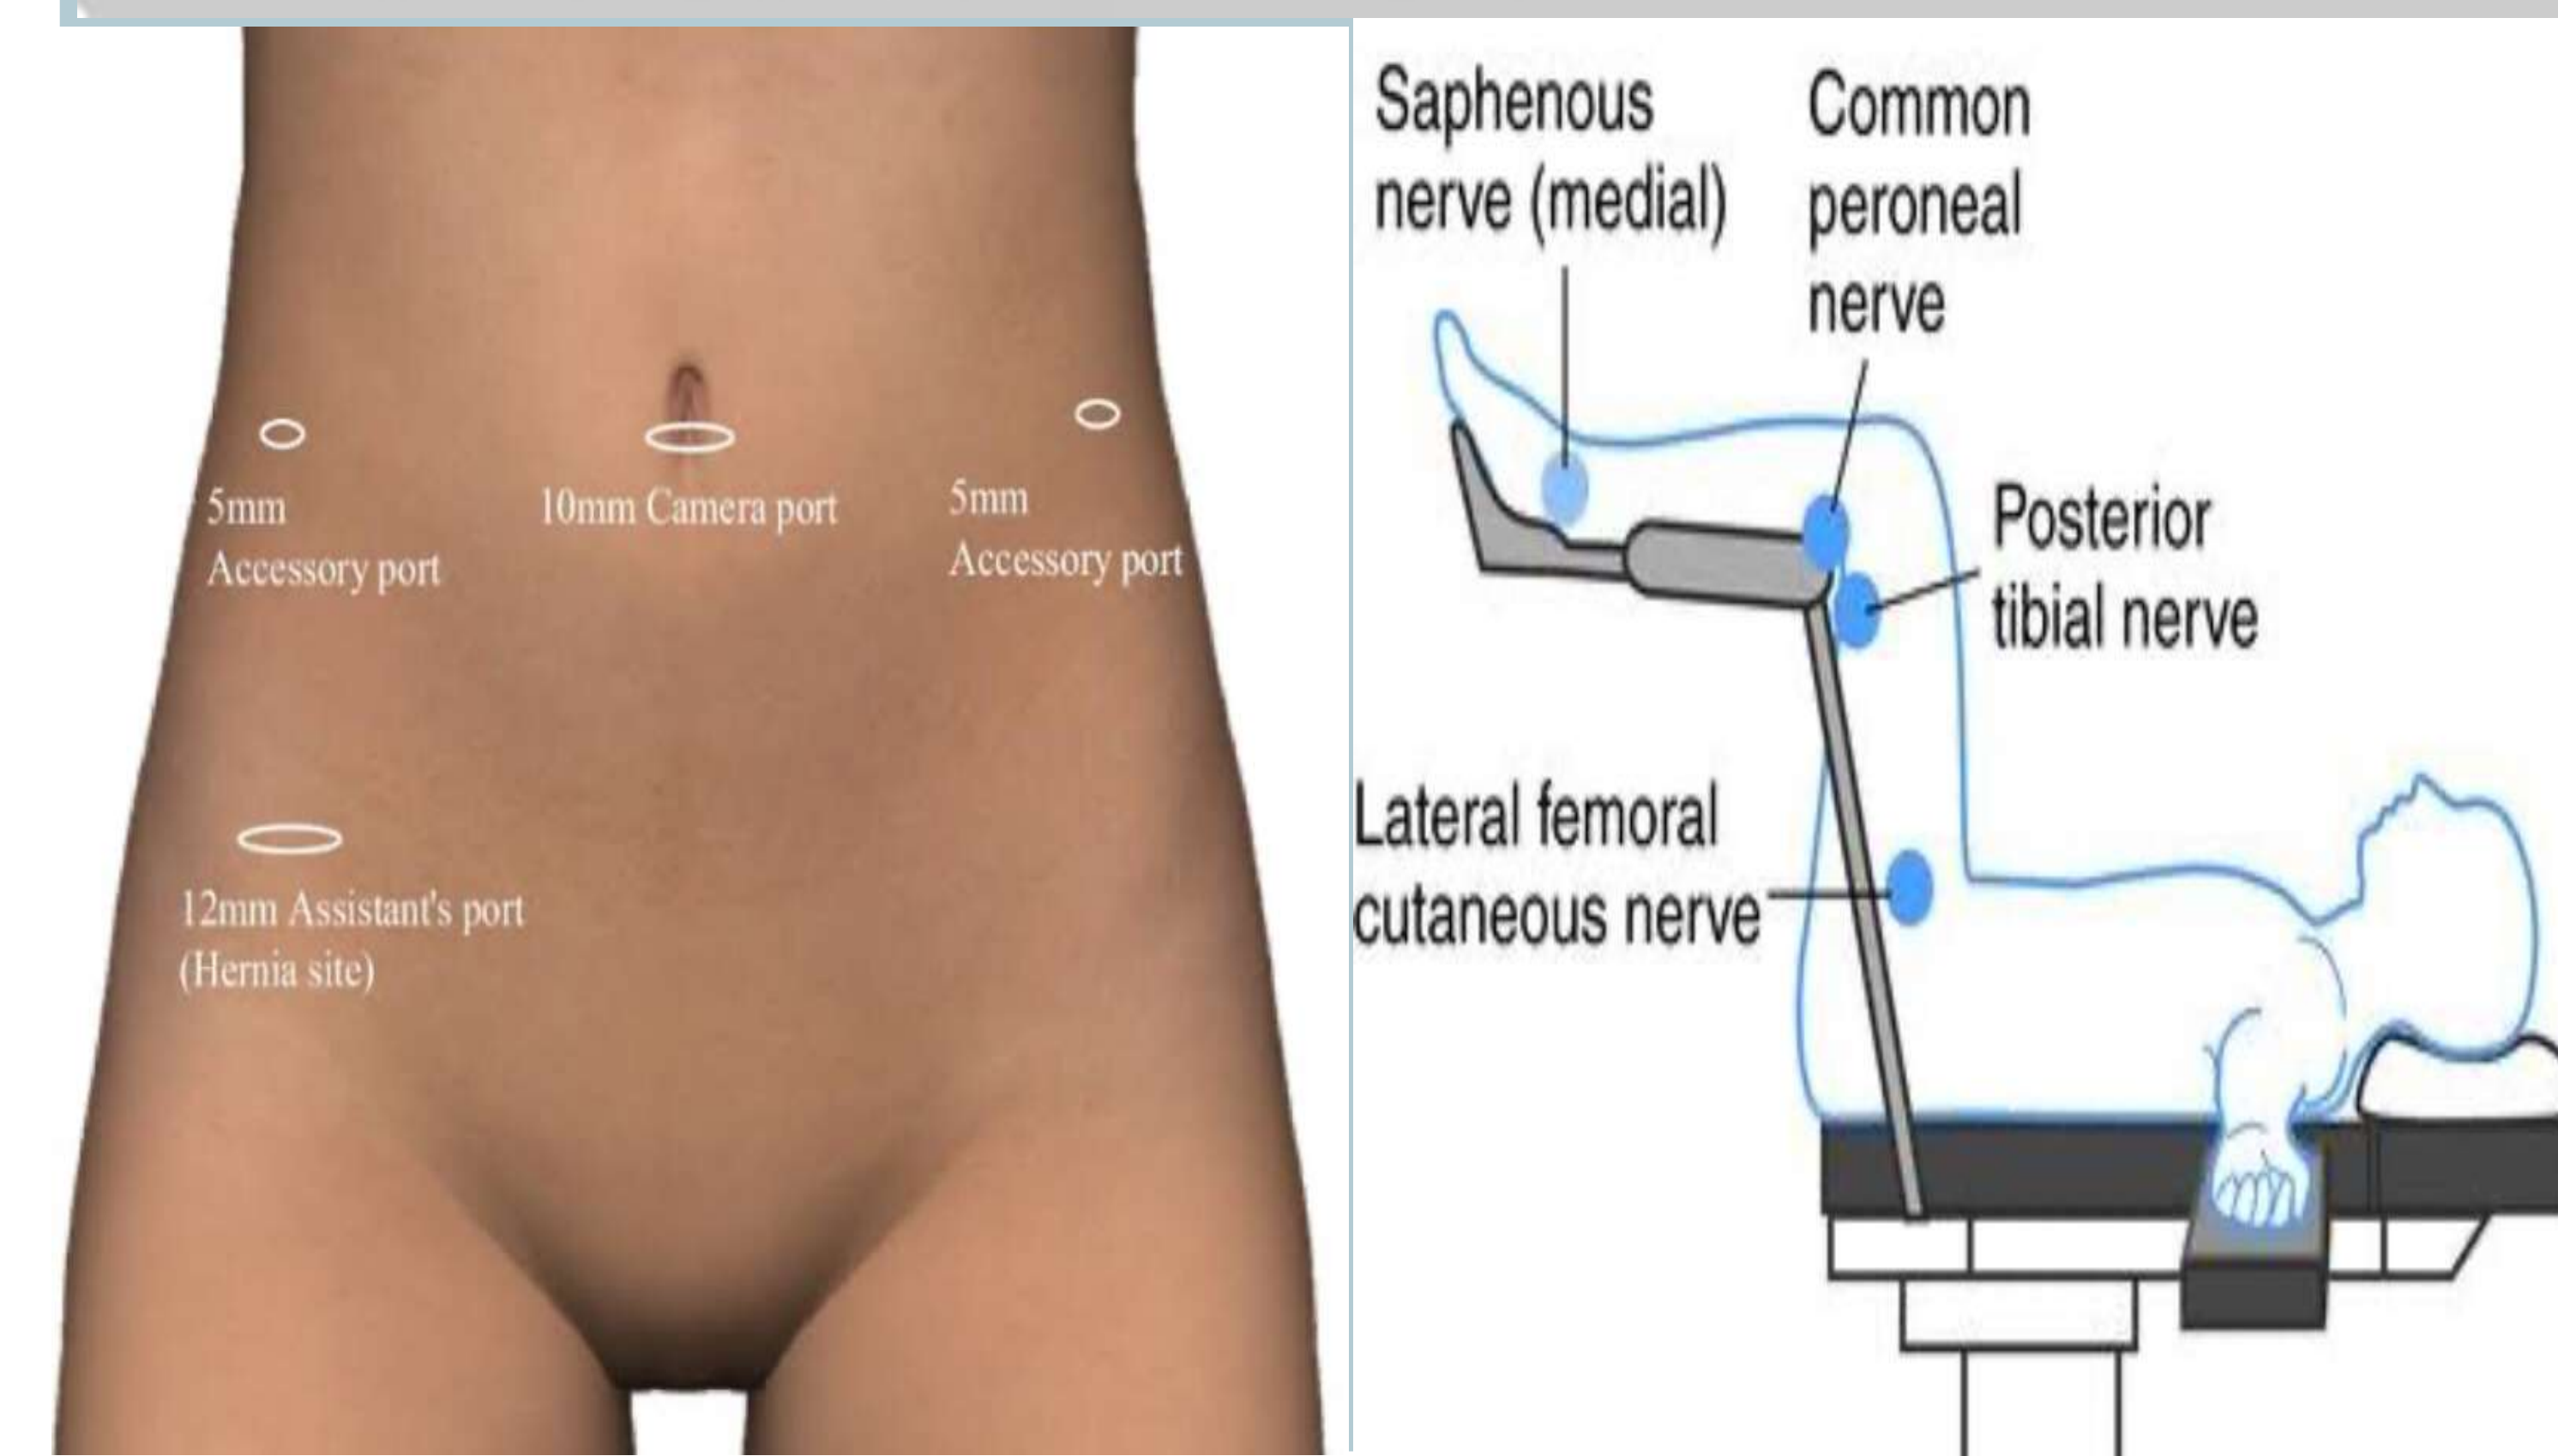 5mm
Accessory port
10mm Camera port
5mm
Accessory port
12mm Assistant's port
(Hernia site)
Saphenous
nerve (medial)
Common
peroneal
nerve
Posterior
tibial nerve
Lateral femoral
cutaneous nerve